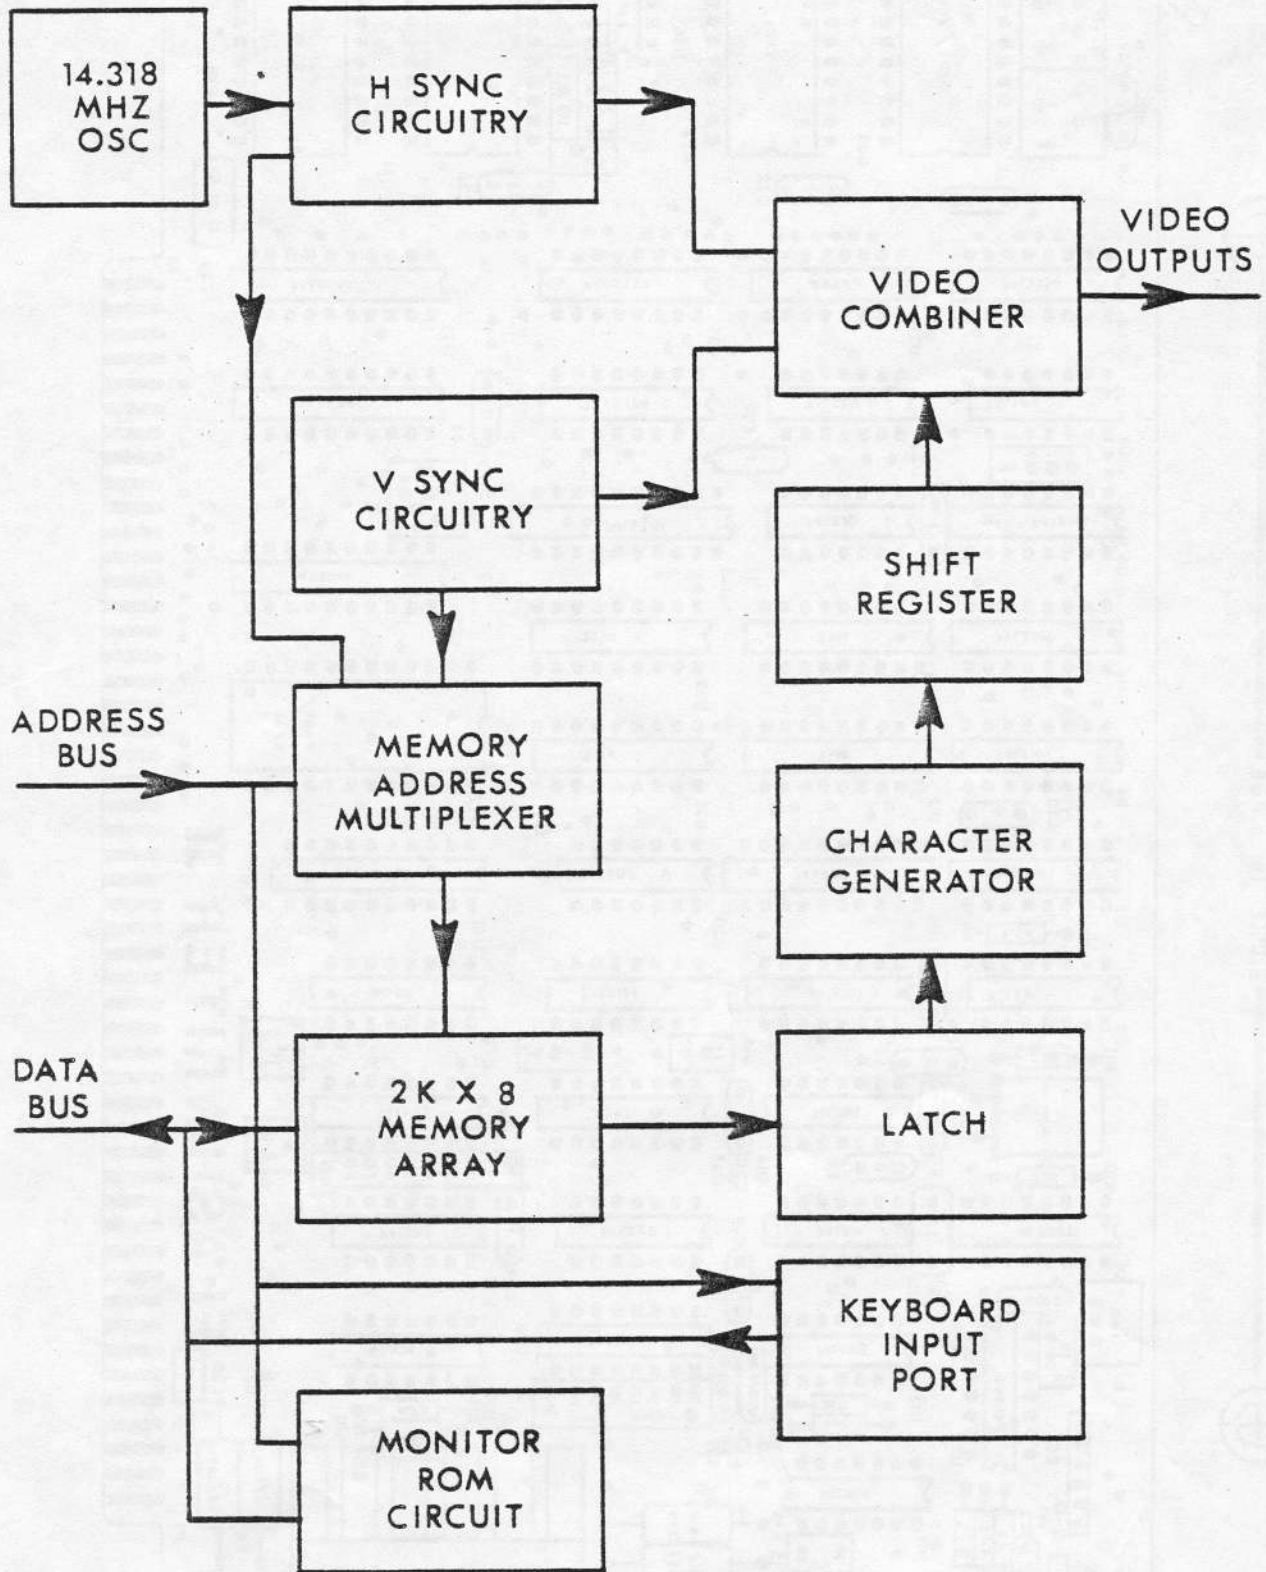 14.318
MHZ
OSC
H SYNC
CIRCUITRY
VIDEO
COMBINER
VIDEO
OUTPUTS
V SYNC
CIRCUITRY
SHIFT
REGISTER
ADDRESS
BUS
MEMORY
ADDRESS
MULTIPLEXER
CHARACTER
GENERATOR
DATA
BUS
2K X 8
MEMORY
ARRAY
LATCH
KEYBOARD
INPUT
PORT
MONITOR
ROM
CIRCUIT